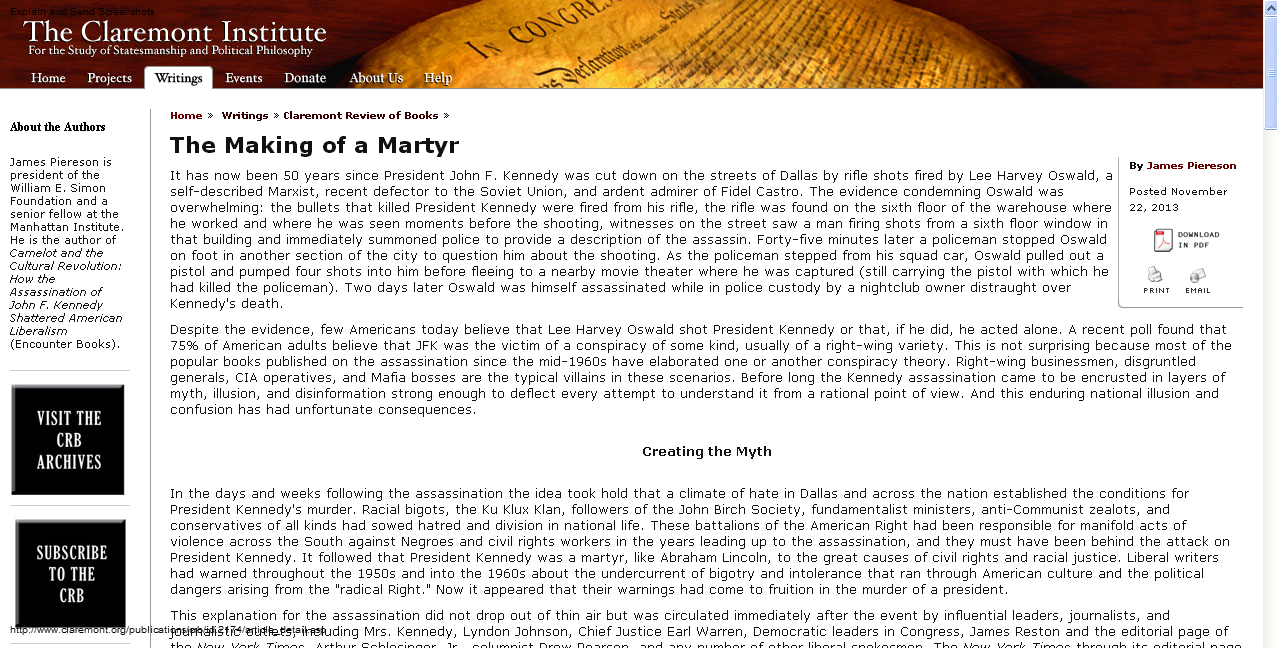 Explain and Send Screenshots
The Claremont Institute
For the Study of Statesmanship and Political Philosophy
IN CONGRESS
Declaration
States
Home Projects Writings Events Donate About Us Help
About the Authors
James Piereson is
president of the
William E. Simon
Foundation and a
senior fellow at the
Manhattan Institute.
He is the author of
Camelot and the
Cultural Revolution:
How the
Assassination of
John F. Kennedy
Shattered American
Liberalism
(Encounter Books).
VISIT THE
CRB
ARCHIVES
SUBSCRIBE
TO THE
CRB
Home » Writings » Claremont Review of Books »
The Making of a Martyr
By James Piereson
Posted November
22, 2013
DOWNLOAD
IN PDF
PRINT EMAIL
It has now been 50 years since President John F. Kennedy was cut down on the streets of Dallas by rifle shots fired by Lee Harvey Oswald, a
self-described Marxist, recent defector to the Soviet Union, and ardent admirer of Fidel Castro. The evidence condemning Oswald was
overwhelming: the bullets that killed President Kennedy were fired from his rifle, the rifle was found on the sixth floor of the warehouse where
he worked and where he was seen moments before the shooting, witnesses on the street saw a man firing shots from a sixth floor window in
that building and immediately summoned police to provide a description of the assassin. Forty-five minutes later a policeman stopped Oswald
on foot in another section of the city to question him about the shooting. As the policeman stepped from his squad car, Oswald pulled out a
pistol and pumped four shots into him before fleeing to a nearby movie theater where he was captured (still carrying the pistol with which he
had killed the policeman). Two days later Oswald was himself assassinated while in police custody by a nightclub owner distraught over
Kennedy's death.
Despite the evidence, few Americans today believe that Lee Harvey Oswald shot President Kennedy or that, if he did, he acted alone. A recent poll found that
75% of American adults believe that JFK was the victim of a conspiracy of some kind, usually of a right-wing variety. This is not surprising because most of the
popular books published on the assassination since the mid-1960s have elaborated one or another conspiracy theory. Right-wing businessmen, disgruntled
generals, CIA operatives, and Mafia bosses are the typical villains in these scenarios. Before long the Kennedy assassination came to be encrusted in layers of
myth, illusion, and disinformation strong enough to deflect every attempt to understand it from a rational point of view. And this enduring national illusion and
confusion has had unfortunate consequences.
Creating the Myth
In the days and weeks following the assassination the idea took hold that a climate of hate in Dallas and across the nation established the conditions for
President Kennedy's murder. Racial bigots, the Ku Klux Klan, followers of the John Birch Society, fundamentalist ministers, anti-Communist zealots, and
conservatives of all kinds had sowed hatred and division in national life. These battalions of the American Right had been responsible for manifold acts of
violence across the South against Negroes and civil rights workers in the years leading up to the assassination, and they must have been behind the attack on
President Kennedy. It followed that President Kennedy was a martyr, like Abraham Lincoln, to the great causes of civil rights and racial justice. Liberal writers
had warned throughout the 1950s and into the 1960s about the undercurrent of bigotry and intolerance that ran through American culture and the political
dangers arising from the "radical Right." Now it appeared that their warnings had come to fruition in the murder of a president.
This explanation for the assassination did not drop out of thin air but was circulated immediately after the event by influential leaders, journalists, and
journalistic outlets, including Mrs. Kennedy, Lyndon Johnson, Chief Justice Earl Warren, Democratic leaders in Congress, James Reston and the editorial page of
the New York Times, Arthur Schlesinger, Jr., columnist Drew Pearson, and any number of other liberal spokesmen. The New York Times through its editorial page